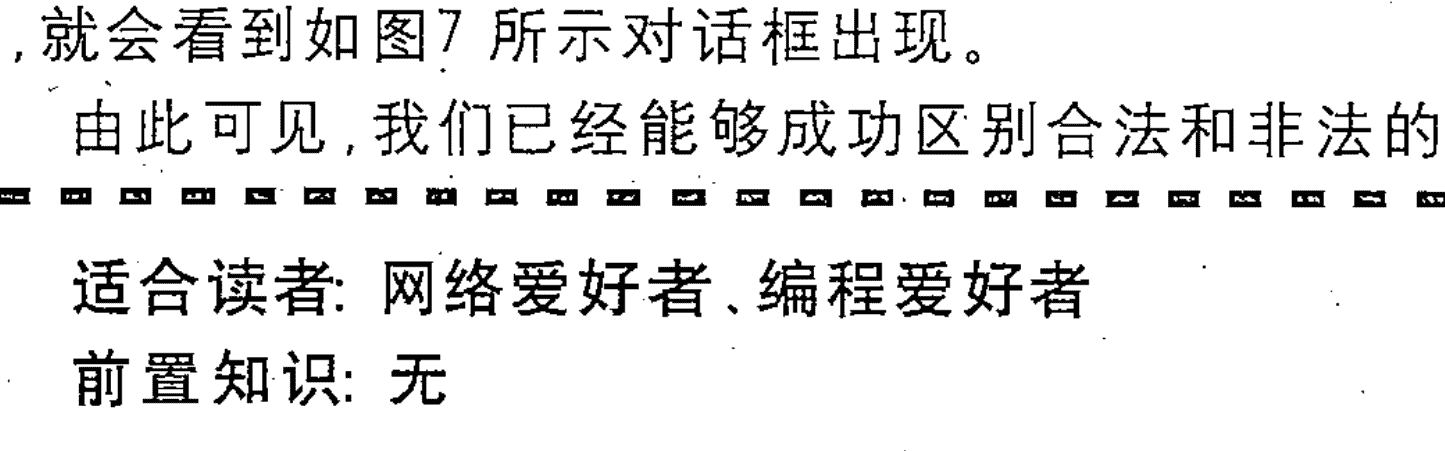 ,就会看到如图7 所示对话框出现。
由此可见,我们已经能够成功区别合法和非法的
适合读者: 网络爱好者、编程爱好者
前置知识: 无